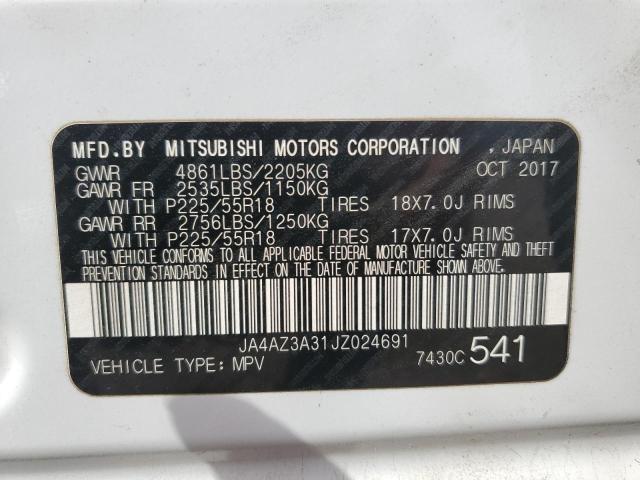 MFD.BY MITSUBISHI MOTORS CORPORATION , JAPAN
GVWR 4861LBS/2205KG OCT 2017
GAWR FR 2535LBS/1150KG
WITH P225/55R18 TIRES 18X7.0J RIMS
GAWR RR 2756LBS/1250KG
WITH P225/55R18 TIRES 17X7.0J RIMS
THIS VEHICLE CONFORMS TO ALL APPLICABLE FEDERAL MOTOR VEHICLE SAFETY AND THEFT
PREVENTION STANDARDS IN EFFECT ON THE DATE OF MANUFACTURE SHOWN ABOVE.
JA4AZ3A31JZ024691
VEHICLE TYPE: MPV 7430C 541